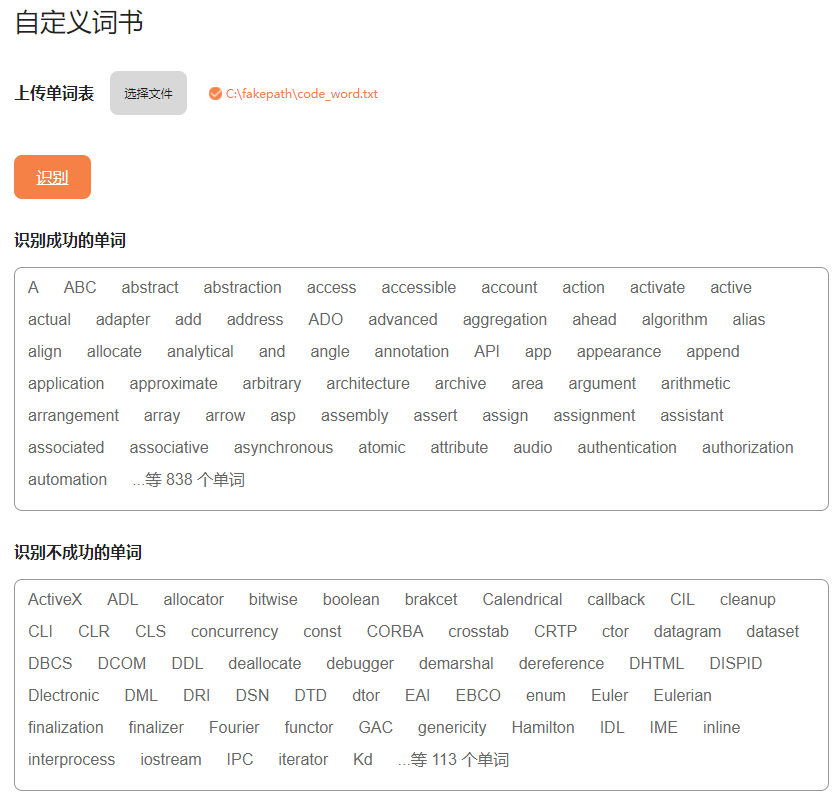 自定义词书
上传单词表 选择文件 C:\fakepath\code_word.txt
识别
识别成功的单词
A ABC abstract abstraction access accessible account action activate active
actual adapter add address ADO advanced aggregation ahead algorithm alias
align allocate analytical and angle annotation API app appearance append
application approximate arbitrary architecture archive area argument arithmetic
arrangement array arrow asp assembly assert assign assignment assistant
associated associative asynchronous atomic attribute audio authentication authorization
automation ...等 838 个单词
识别不成功的单词
ActiveX ADL allocator bitwise boolean brakcet Calendrical callback CIL cleanup
CLI CLR CLS concurrency const CORBA crosstab CRTP ctor datagram dataset
DBCS DCOM DDL deallocate debugger demarshal dereference DHTML DISPID
Dlectronic DML DRI DSN DTD dtor EAI EBCO enum Euler Eulerian
finalization finalizer Fourier functor GAC genericity Hamilton IDL IME inline
interprocess iostream IPC iterator Kd ...等 113 个单词